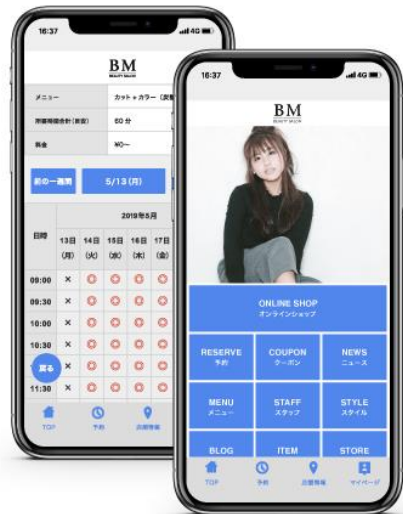 16:37
4G
BM
BEAUTY SALON
メニュー
カット+カラー (炭酸
所要時間合計(目安)
60 分
料金
¥0~
前の一週間
5/13 (月)
2019年5月
日時
13日 14日 15日 16日 17日
(月) (火) (水) (木) (金)
09:00 × ◎ ◎ ◎ ◎
09:30 × ◎ ◎ ◎ ◎
10:00 × ◎ ◎ ◎ ◎
10:30 × ◎ ◎ ◎ ◎
戻る
11:30 × ◎ ◎ ◎ ◎
TOP
予約
店舗情報
16:37
4G
BM
BEAUTY SALON
ONLINE SHOP
オンラインショップ
RESERVE
予約
COUPON
クーポン
NEWS
ニュース
MENU
メニュー
STAFF
スタッフ
STYLE
スタイル
BLOG
ITEM
STORE
TOP
予約
店舗情報
マイページ